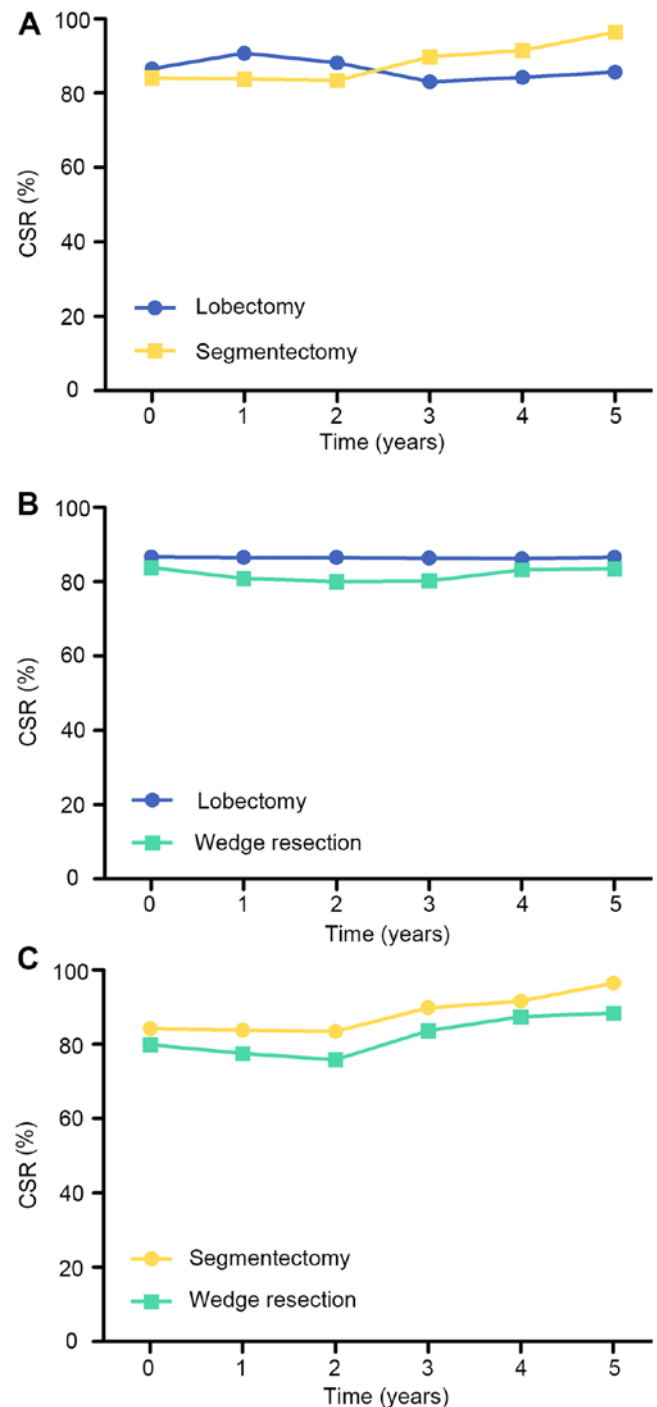 A
100
80
60
40
20
0
CSR (%)
Lobectomy
Segmentectomy
0 1 2 3 4 5
Time (years)
B
100
80
60
40
20
0
CSR (%)
Lobectomy
Wedge resection
0 1 2 3 4 5
Time (years)
C
100
80
60
40
20
0
CSR (%)
Segmentectomy
Wedge resection
0 1 2 3 4 5
Time (years)